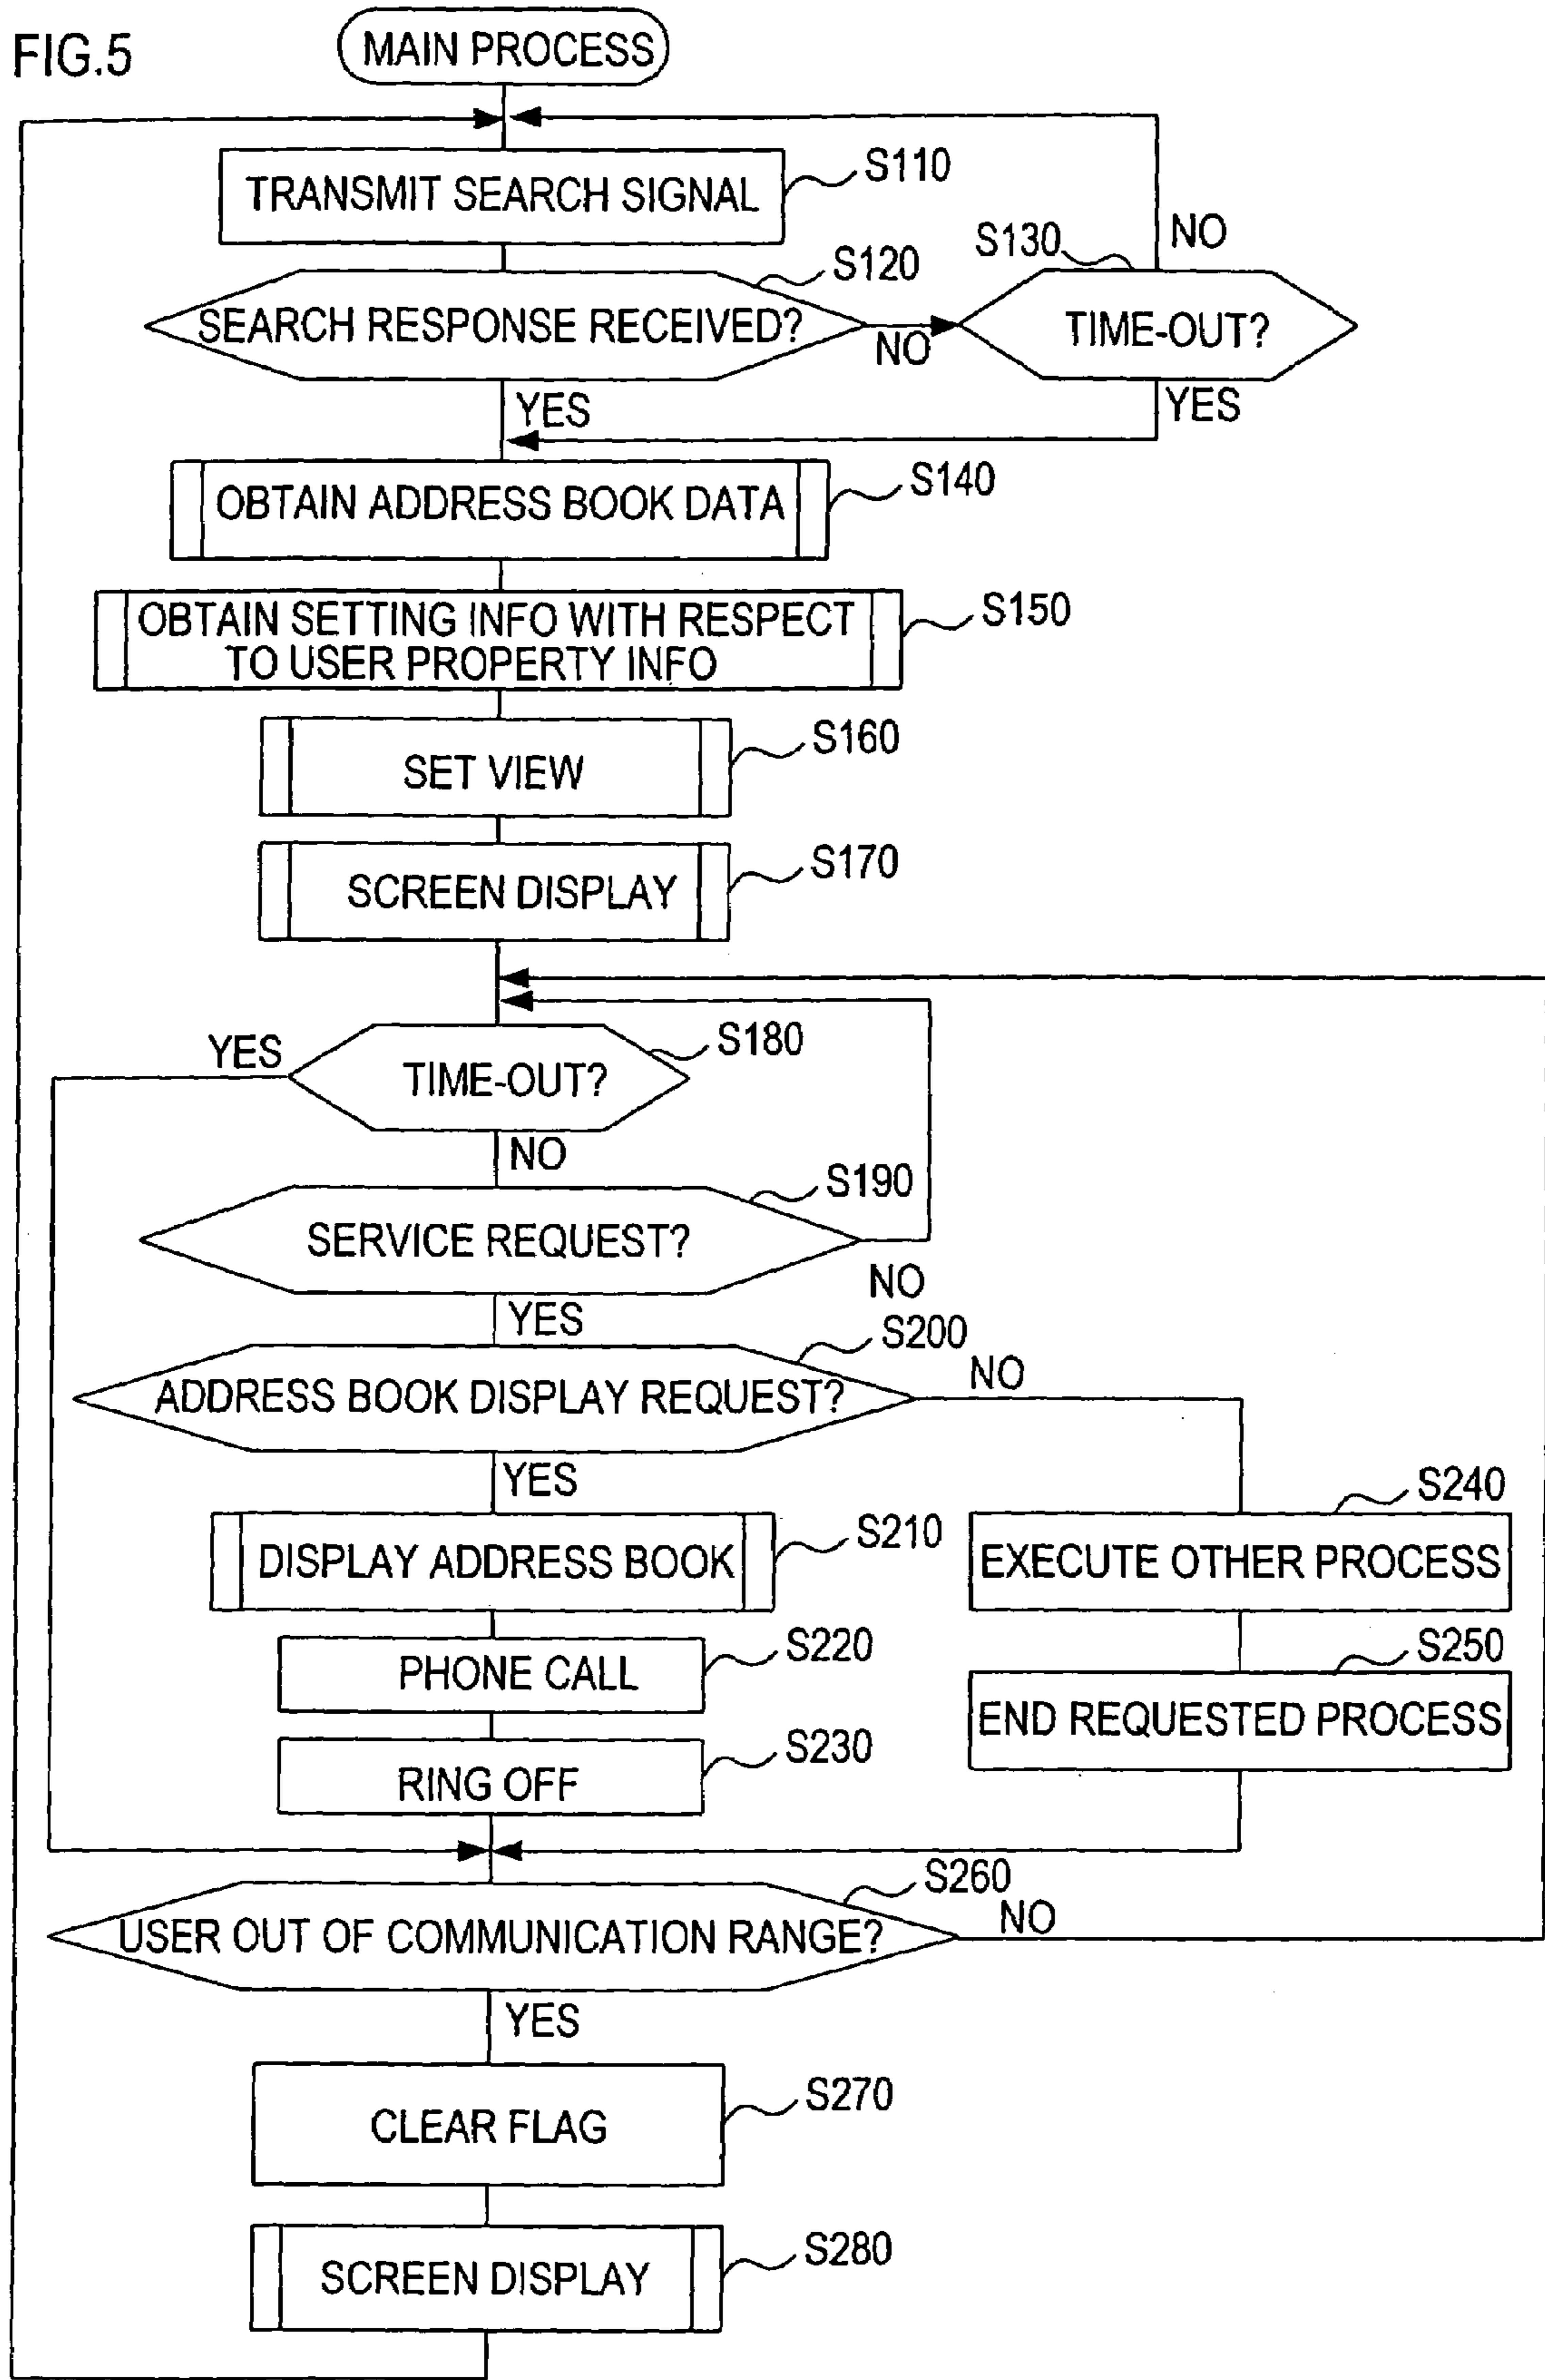 FIG.5
MAIN PROCESS
TRANSMIT SEARCH SIGNAL
S110
SEARCH RESPONSE RECEIVED?
S120
NO
S130
NO
TIME-OUT?
YES
YES
OBTAIN ADDRESS BOOK DATA
S140
OBTAIN SETTING INFO WITH RESPECT
TO USER PROPERTY INFO
S150
SET VIEW
S160
SCREEN DISPLAY
S170
YES
TIME-OUT?
S180
NO
SERVICE REQUEST?
S190
NO
YES
ADDRESS BOOK DISPLAY REQUEST?
S200
NO
YES
DISPLAY ADDRESS BOOK
S210
S240
EXECUTE OTHER PROCESS
PHONE CALL
S220
S250
END REQUESTED PROCESS
RING OFF
S230
USER OUT OF COMMUNICATION RANGE?
S260
NO
YES
CLEAR FLAG
S270
SCREEN DISPLAY
S280